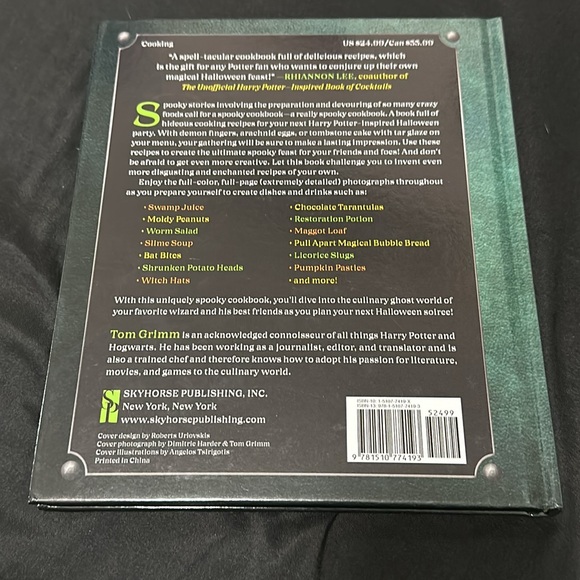 Cooking
US $24.99/Can $33.99
"A spell-tacular cookbook full of delicious recipes, which
is the gift for any Potter fan who wants to conjure up their own
magical Halloween feast!" —RHIANNON LEE, coauthor of
The Unofficial Harry Potter–Inspired Book of Cocktails
Spooky stories involving the preparation and devouring of so many crazy
foods call for a spooky cookbook—a really spooky cookbook. A book full of
hideous cooking recipes for your next Harry Potter–inspired Halloween
party. With demon fingers, arachnid eggs, or tombstone cake with tar glaze on
your menu, your gathering will be sure to make a lasting impression. Use these
recipes to create the ultimate spooky feast for your friends and foes! And don't
be afraid to get even more creative. Let this book challenge you to invent even
more disgusting and enchanted recipes of your own.
Enjoy the full-color, full-page (extremely detailed) photographs throughout
as you prepare yourself to create dishes and drinks such as:
• Swamp Juice
• Moldy Peanuts
• Worm Salad
• Slime Soup
• Bat Bites
• Shrunken Potato Heads
• Witch Hats
• Chocolate Tarantulas
• Restoration Potion
• Maggot Loaf
• Pull Apart Magical Bubble Bread
• Licorice Slugs
• Pumpkin Pasties
• and more!
With this uniquely spooky cookbook, you'll dive into the culinary ghost world of
your favorite wizard and his best friends as you plan your next Halloween soiree!
Tom Grimm is an acknowledged connoisseur of all things Harry Potter and
Hogwarts. He has been working as a journalist, editor, and translator and is
also a trained chef and therefore knows how to adopt his passion for literature,
movies, and games to the culinary world.
SKYHORSE PUBLISHING, INC.
New York, New York
www.skyhorsepublishing.com
Cover design by Roberts Urlovskis
Cover photograph by Dimitrie Harder & Tom Grimm
Cover illustrations by Angelos Tsirigotis
Printed in China
ISBN-10: 1-5107-7419-X
ISBN-13: 978-1-5107-7419-3
52499
9 781510 774193